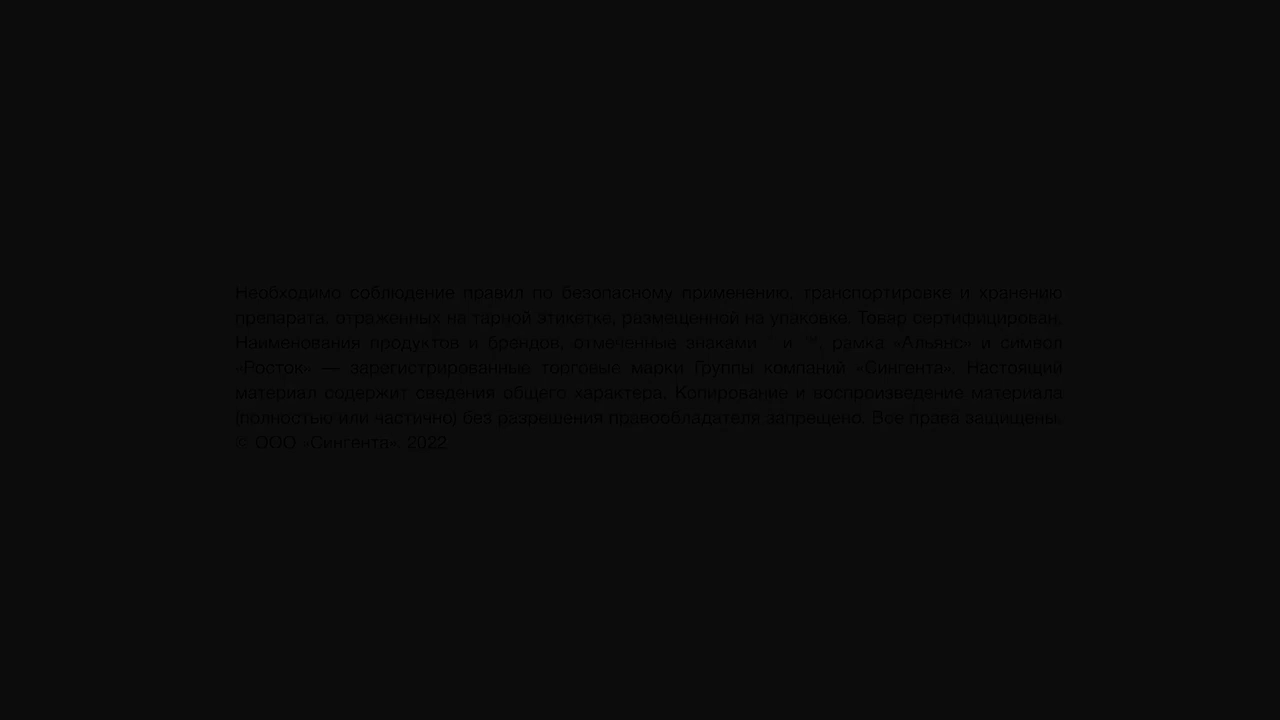 Необходимо соблюдение правил по безопасному применению, транспортировке и хранению
препарата, отраженных на тарной этикетке, размещенной на упаковке. Товар сертифицирован.
Наименования продуктов и брендов, отмеченные знаками ® и ™, рамка «Альянс» и символ
«Росток» — зарегистрированные торговые марки Группы компаний «Сингента». Настоящий
материал содержит сведения общего характера. Копирование и воспроизведение материала
(полностью или частично) без разрешения правообладателя запрещено. Все права защищены.
© ООО «Сингента», 2022